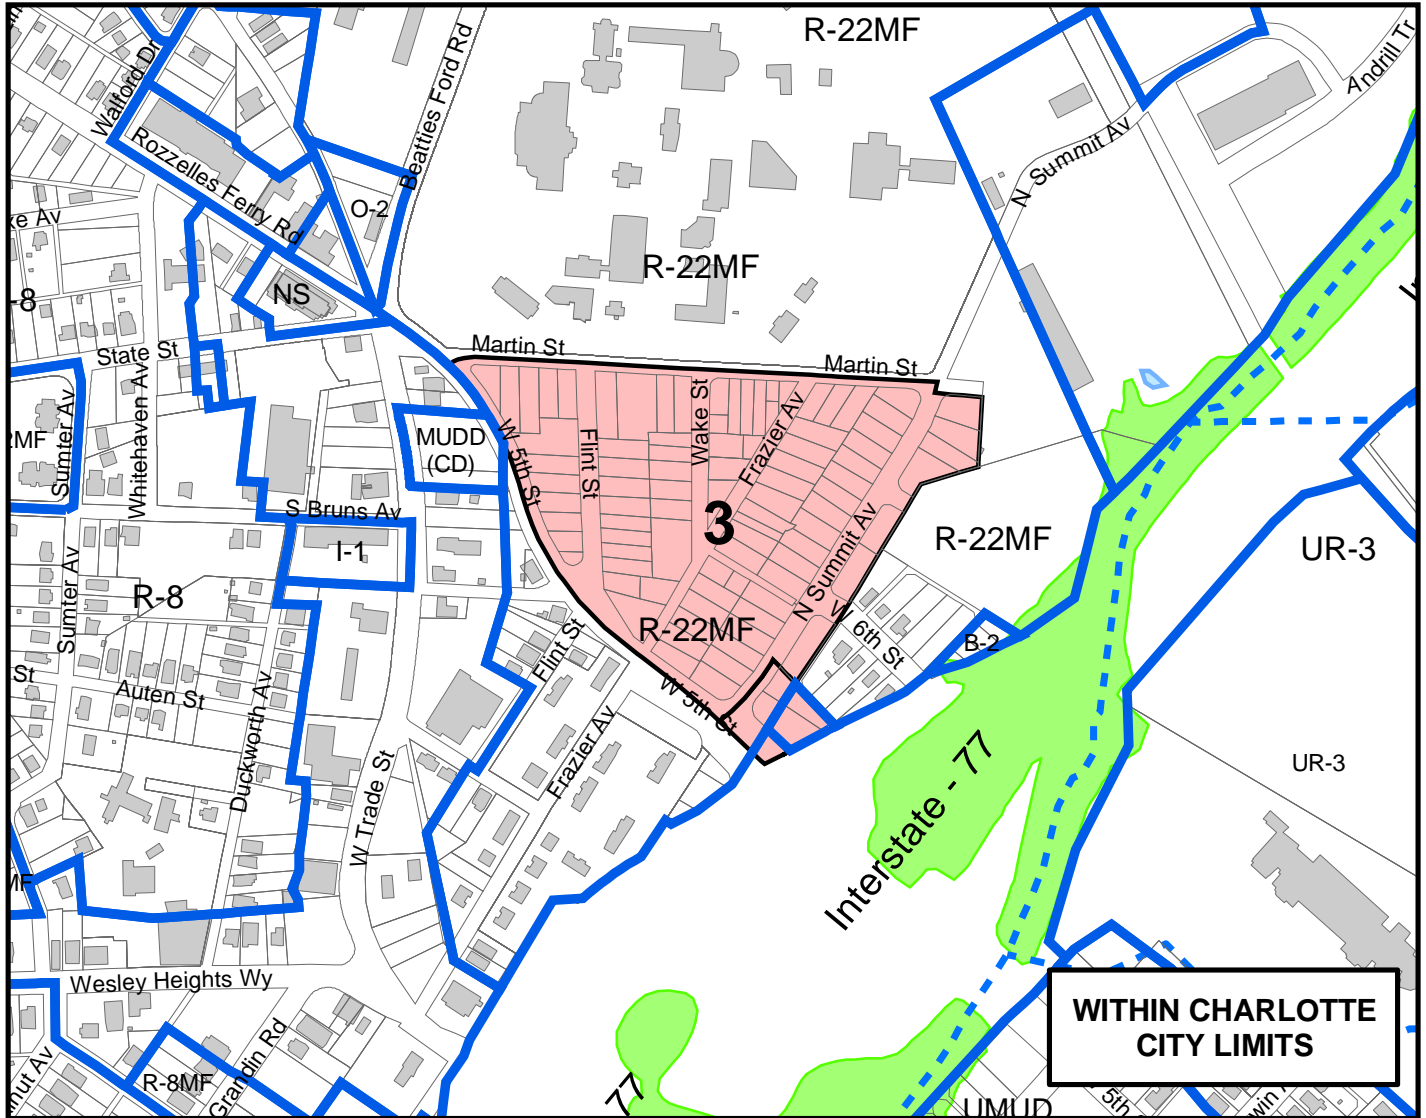 R-22MF
Walford Dr
Beatties Ford Rd
Andrill Tr
N Summit Av
Rozzelles Ferry Rd
O-2
R-22MF
NS
-8
State St
Martin St
Martin St
Whitehaven Av
Sumter Av
MF
MUDD
(CD)
W 5th St
Flint St
Wake St
Frazier Av
3
S Bruns Av
I-1
R-22MF
UR-3
N Summit Av
R-8
Sumter Av
R-22MF
W 6th St
B-2
Flint St
St
Auten St
Duckworth Av
W 5th St
Frazier Av
W Trade St
UR-3
Interstate - 77
MF
Wesley Heights Wy
WITHIN CHARLOTTE
CITY LIMITS
Grandin Rd
R-8MF
77
UMUD
5th